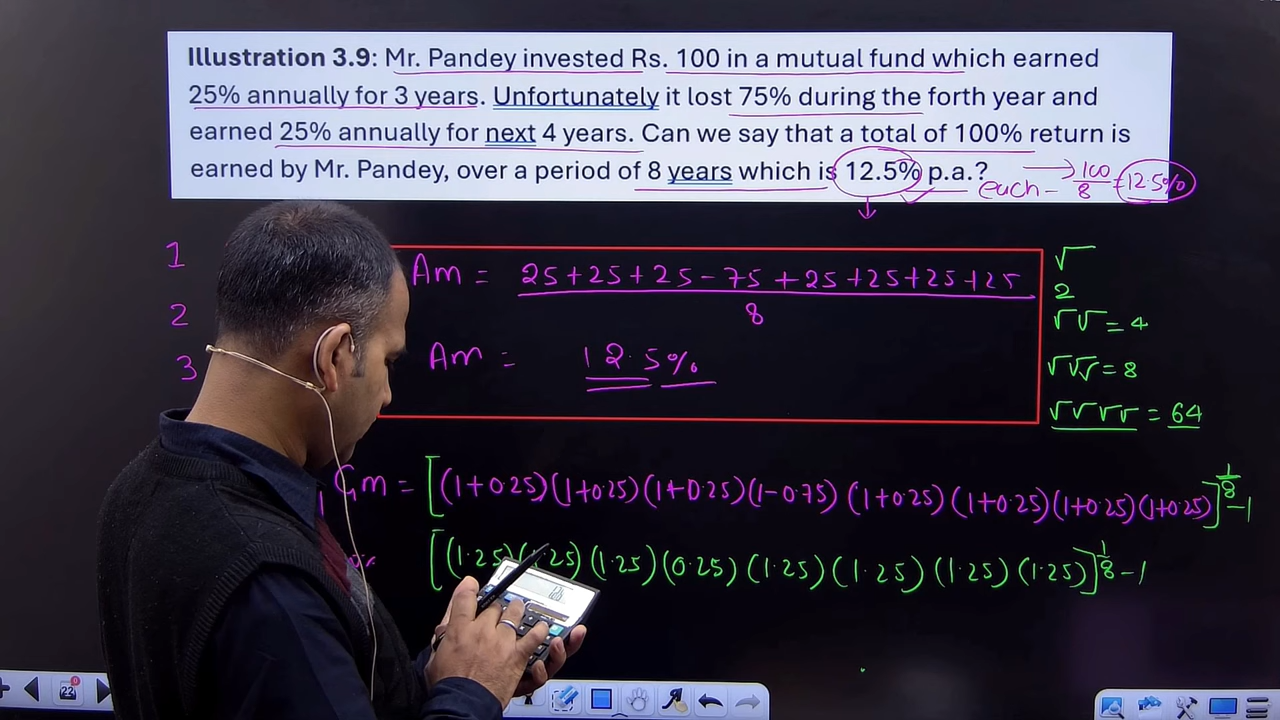 Illustration 3.9: Mr. Pandey invested Rs. 100 in a mutual fund which earned
25% annually for 3 years. Unfortunately it lost 75% during the forth year and
earned 25% annually for next 4 years. Can we say that a total of 100% return is
earned by Mr. Pandey, over a period of 8 years which is 12.5% p.a.?
each - → 100/8 = 12.5%
1
2
3
Am = 25+25+25-75+25+25+25+25
8
Am = 12.5%
√
2
√√ = 4
√√√ = 8
√√√√ = 64
Gm = [(1+0.25)(1+0.25)(1+0.25)(1-0.75)(1+0.25)(1+0.25)(1+0.25)(1+0.25)]^1/8 -1
[(1.25)(1.25)(1.25)(0.25)(1.25)(1.25)(1.25)(1.25)]^1/8 -1
22